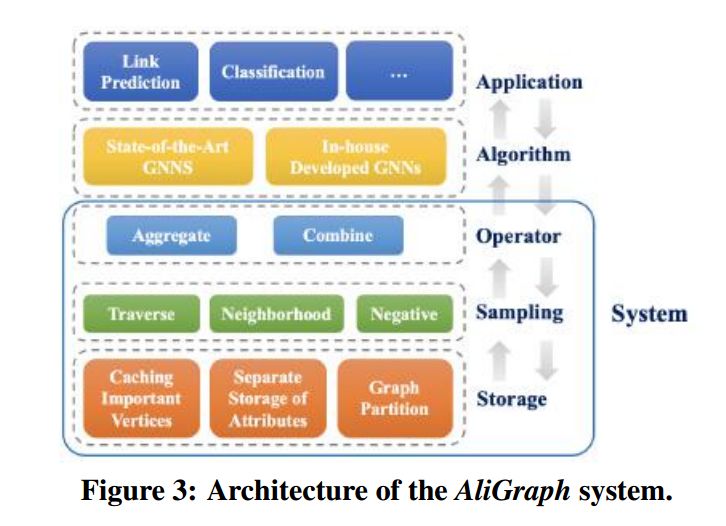 Link
Prediction
Classification
...
Application
State-of-the-Art
GNNS
In-house
Developed GNNs
Algorithm
Aggregate
Combine
Operator
Traverse
Neighborhood
Negative
Sampling
System
Caching
Important
Vertices
Separate
Storage of
Attributes
Graph
Partition
Storage
Figure 3: Architecture of the AliGraph system.